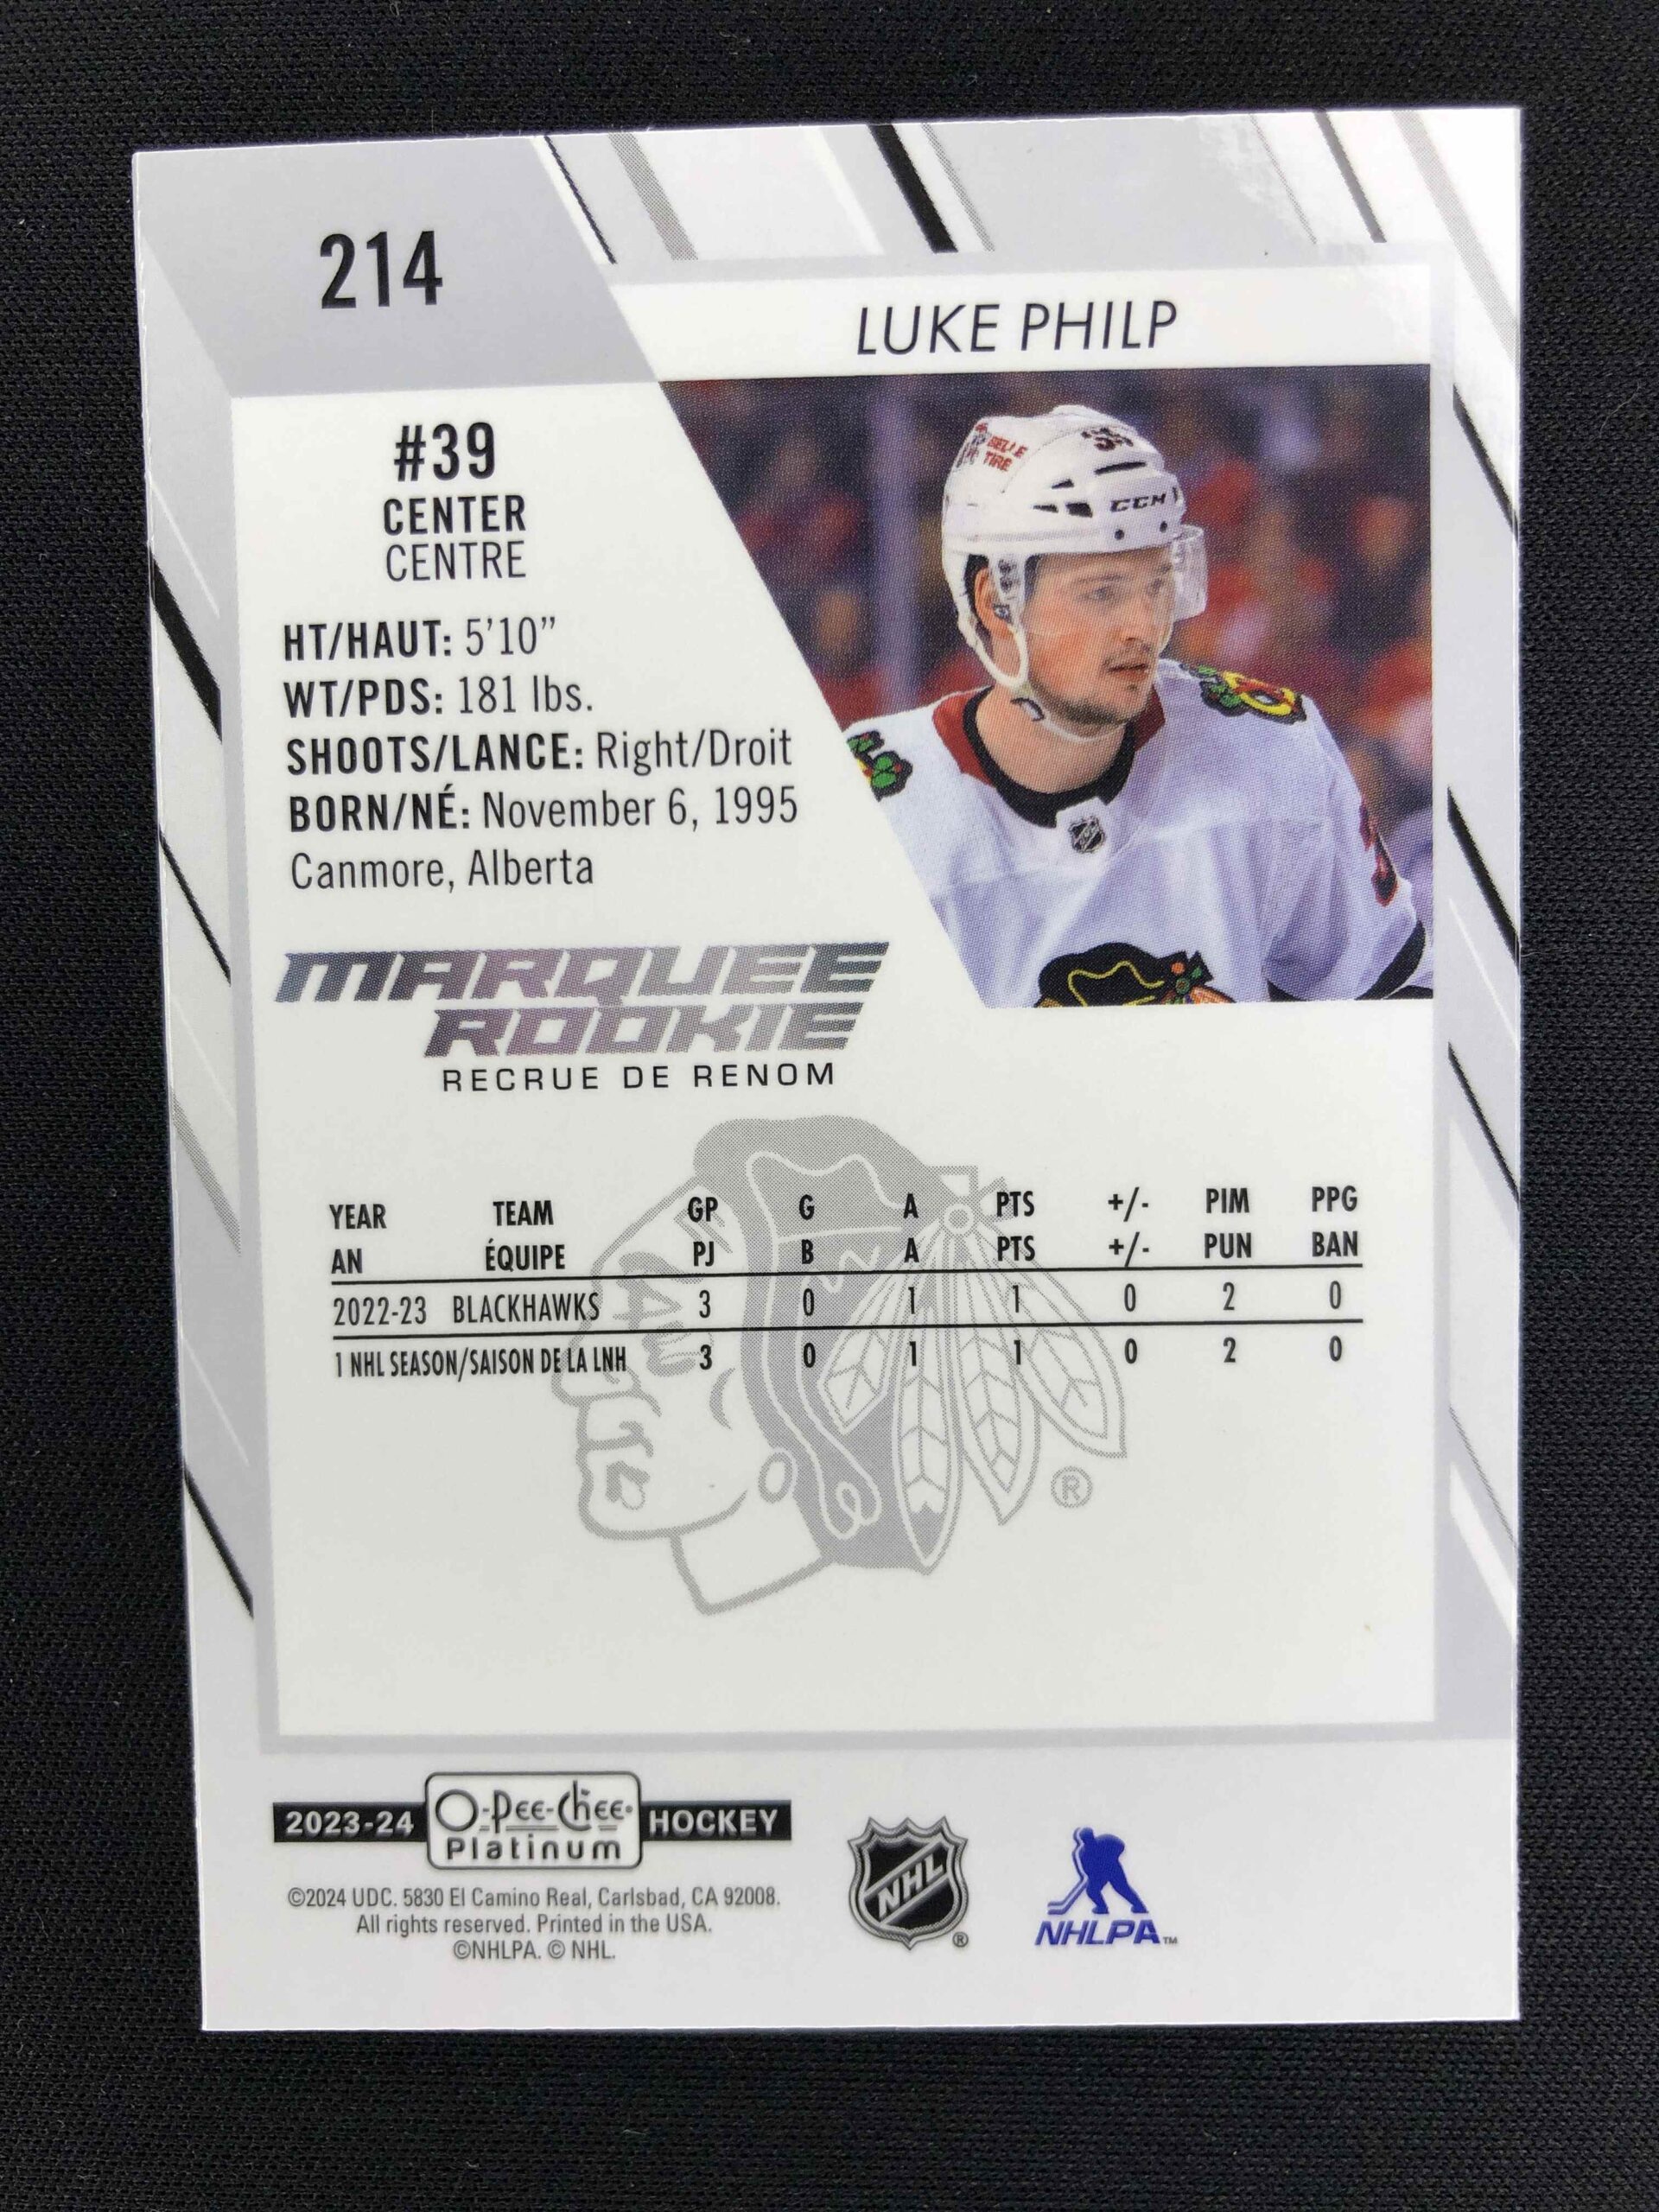 214
LUKE PHILP
#39
CENTER
CENTRE
HT/HAUT: 5'10"
WT/PDS: 181 lbs.
SHOOTS/LANCE: Right/Droit
BORN/NÉ: November 6, 1995
Canmore, Alberta
BELLE
TIRE
CCM
MARQUEE
ROOKIE
RECRUE DE RENOM
YEAR TEAM GP G A PTS +/- PIM PPG
AN ÉQUIPE PJ B A PTS +/- PUN BAN
2022-23 BLACKHAWKS 3 0 1 1 0 2 0
1 NHL SEASON/SAISON DE LA LNH 3 0 1 1 0 2 0
®
2023-24 O-Pee-Chee® HOCKEY
Platinum
©2024 UDC. 5830 El Camino Real, Carlsbad, CA 92008.
All rights reserved. Printed in the USA.
©NHLPA. © NHL.
NHL ®
NHLPA™